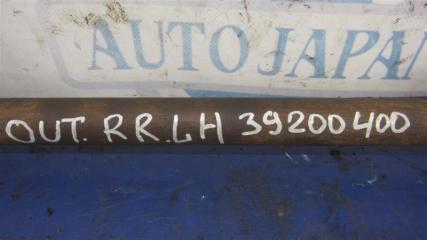 AUTO JAPAN
OUT. RR. LH 39200400